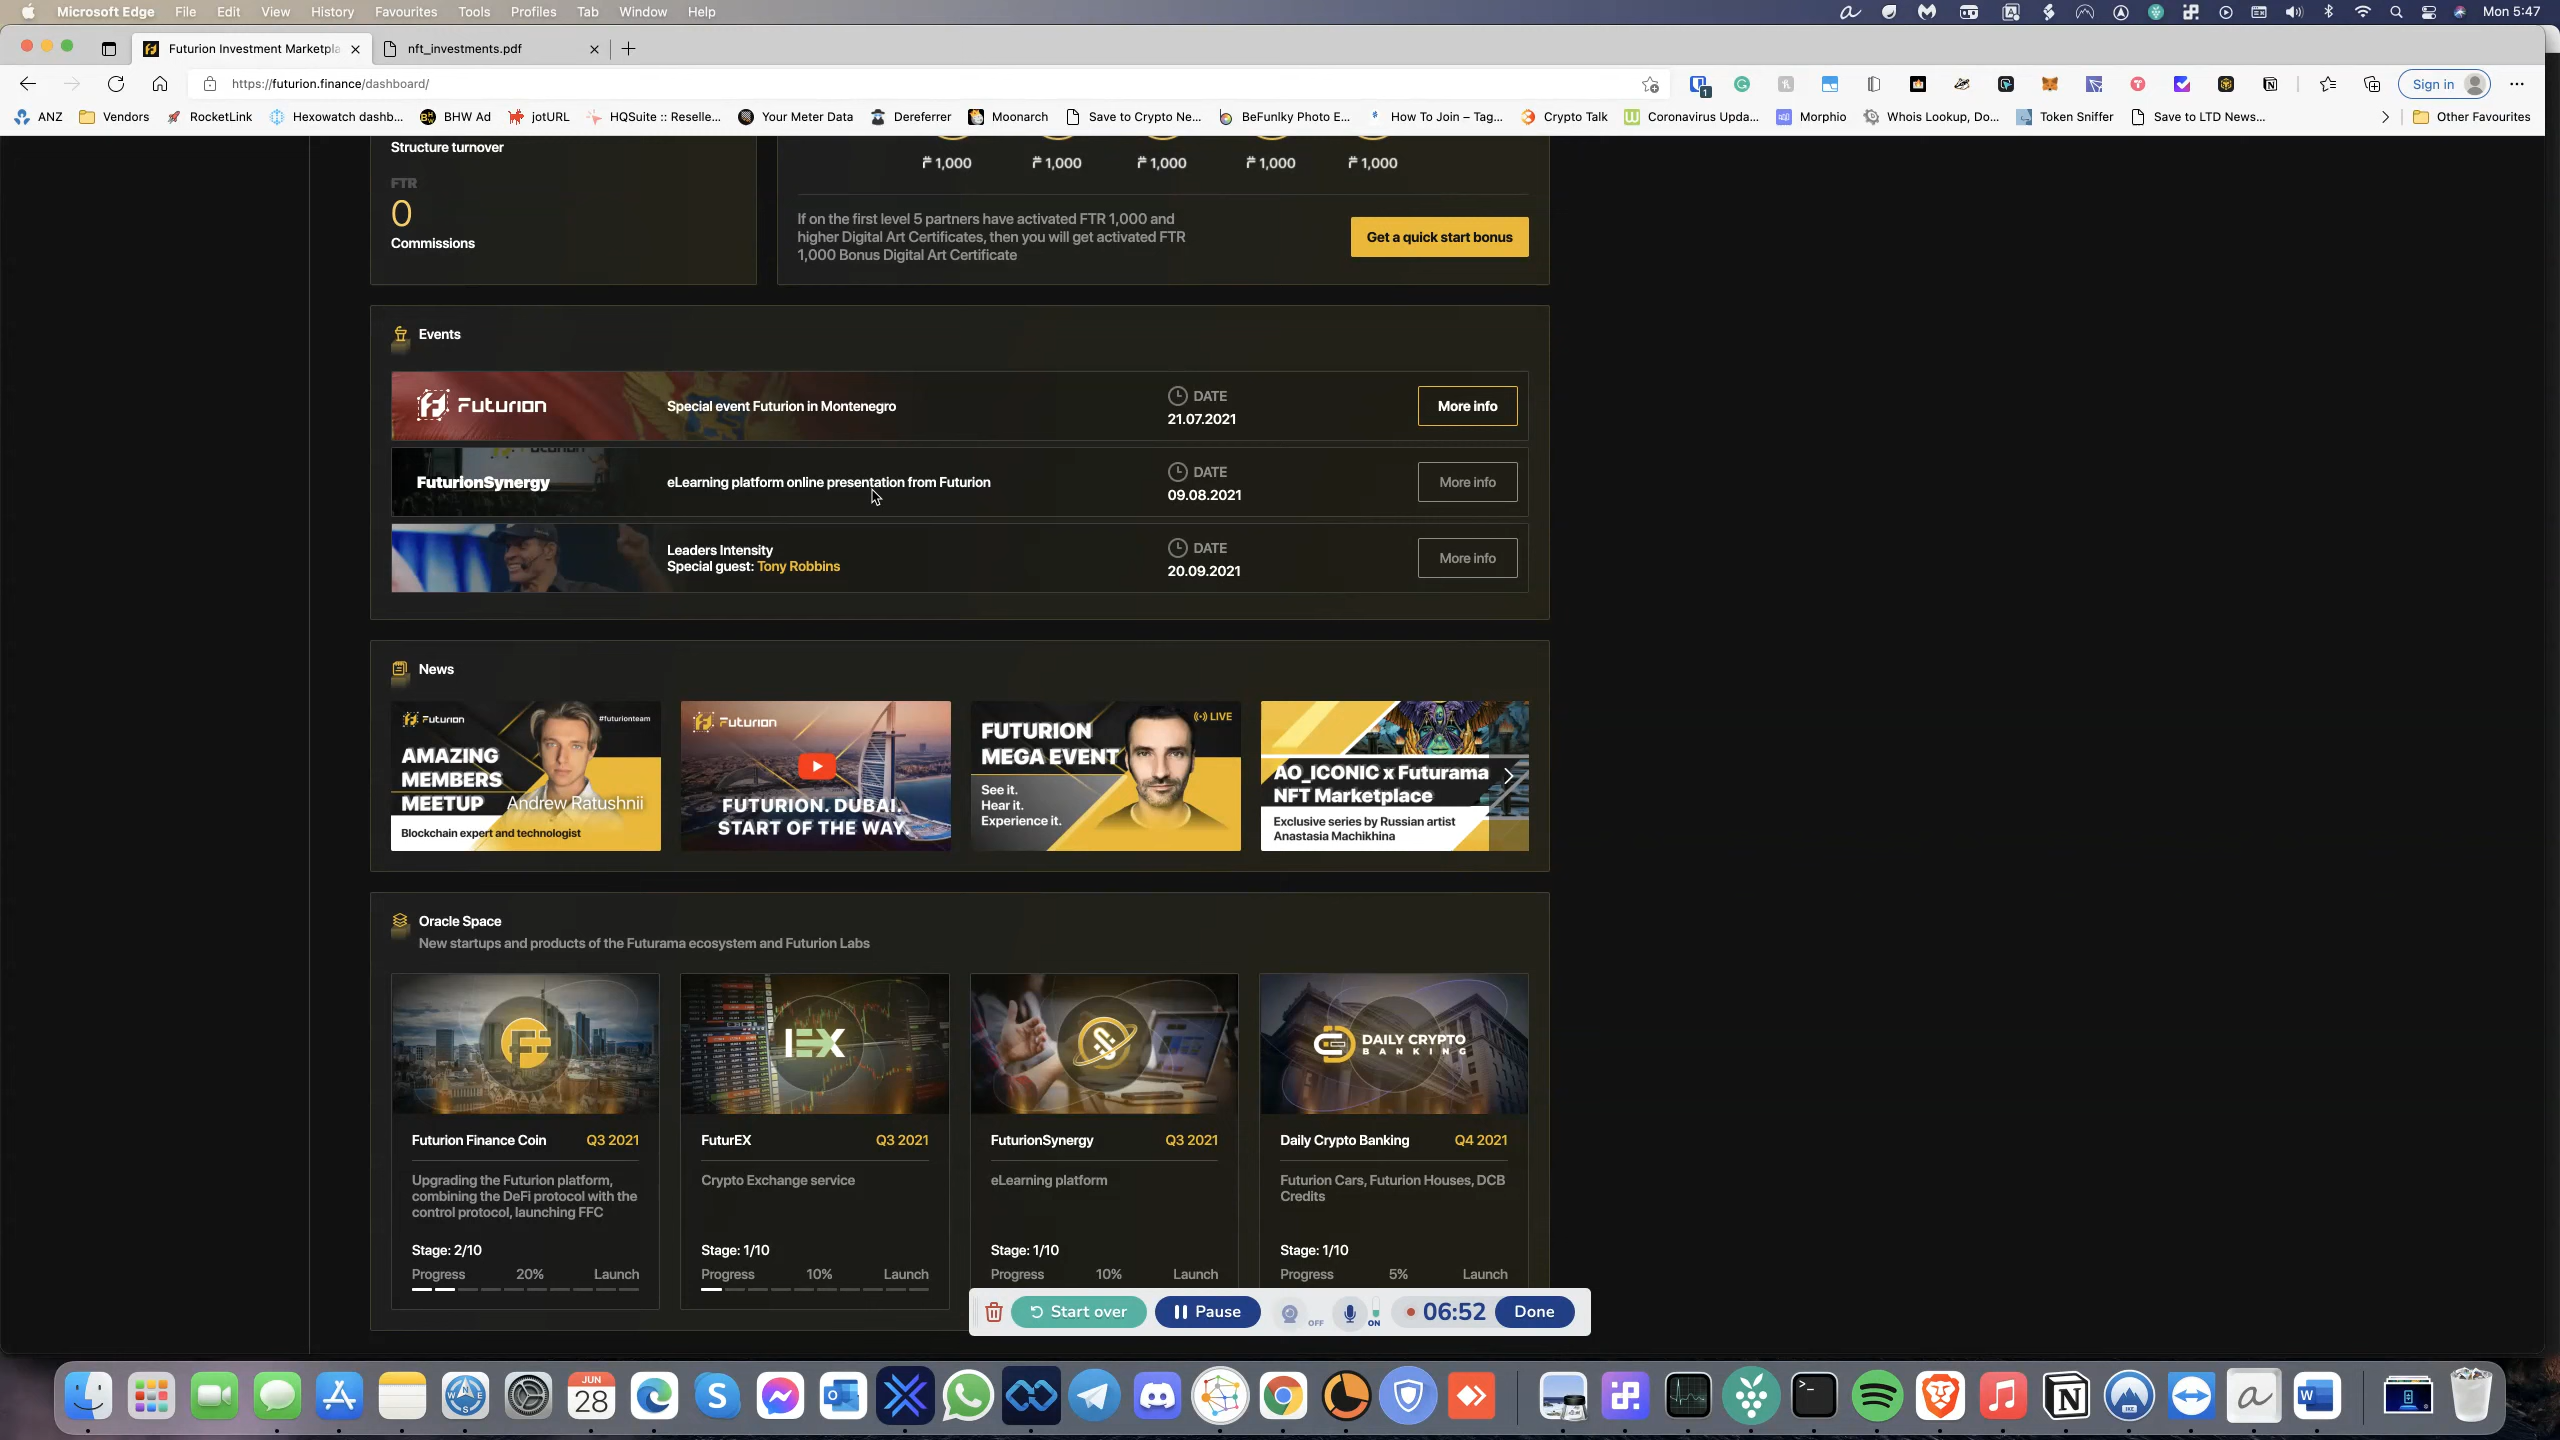 Microsoft Edge File Edit View History Favourites Tools Profiles Tab Window Help Mon 5:47
Futurion Investment Marketpla nft_investments.pdf
https://futurion.finance/dashboard/ Sign in
ANZ Vendors RocketLink Hexowatch dashb... BHW Ad jotURL HQSuite :: Reselle... Your Meter Data Dereferrer Moonarch Save to Crypto Ne... BeFunlky Photo E... How To Join – Tag... Crypto Talk Coronavirus Upda... Morphio Whois Lookup, Do... Token Sniffer Save to LTD News... Other Favourites
Structure turnover
1,000 1,000 1,000 1,000 1,000
FTR
0
Commissions
If on the first level 5 partners have activated FTR 1,000 and
higher Digital Art Certificates, then you will get activated FTR
1,000 Bonus Digital Art Certificate
Get a quick start bonus
Events
Futurion
Special event Futurion in Montenegro
DATE
21.07.2021
More info
FuturionSynergy
eLearning platform online presentation from Futurion
DATE
09.08.2021
More info
Leaders Intensity
Special guest: Tony Robbins
DATE
20.09.2021
More info
News
Futurion #futurionteam
AMAZING
MEMBERS
MEETUP Andrew Ratushnii
Blockchain expert and technologist
Futurion
FUTURION. DUBAI.
START OF THE WAY.
LIVE
FUTURION
MEGA EVENT
See it.
Hear it.
Experience it.
AO_ICONIC x Futurama
NFT Marketplace
Exclusive series by Russian artist
Anastasia Machikhina
Oracle Space
New startups and products of the Futurama ecosystem and Futurion Labs
IEX
DAILY CRYPTO
BANKING
Futurion Finance Coin Q3 2021
Upgrading the Futurion platform,
combining the DeFi protocol with the
control protocol, launching FFC
Stage: 2/10
Progress 20% Launch
FuturEX Q3 2021
Crypto Exchange service
Stage: 1/10
Progress 10% Launch
FuturionSynergy Q3 2021
eLearning platform
Stage: 1/10
Progress 10% Launch
Daily Crypto Banking Q4 2021
Futurion Cars, Futurion Houses, DCB
Credits
Stage: 1/10
Progress 5% Launch
Start over Pause OFF ON 06:52 Done
JUN
28